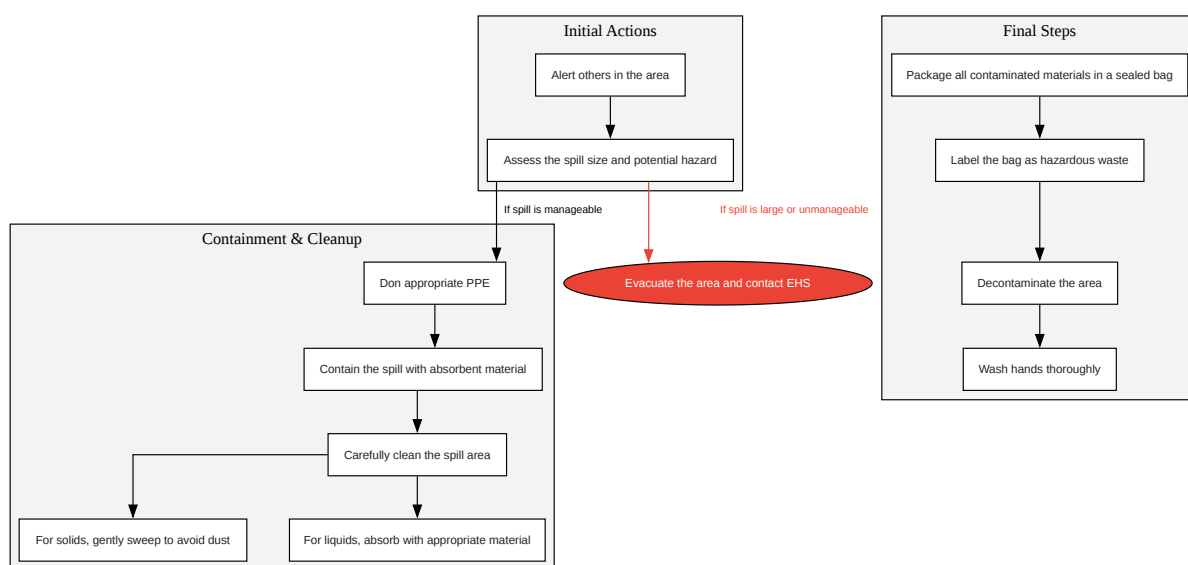 Initial Actions
Alert others in the area
Assess the spill size and potential hazard
If spill is manageable
If spill is large or unmanageable
Evacuate the area and contact EHS
Containment & Cleanup
Don appropriate PPE
Contain the spill with absorbent material
Carefully clean the spill area
For solids, gently sweep to avoid dust
For liquids, absorb with appropriate material
Final Steps
Package all contaminated materials in a sealed bag
Label the bag as hazardous waste
Decontaminate the area
Wash hands thoroughly